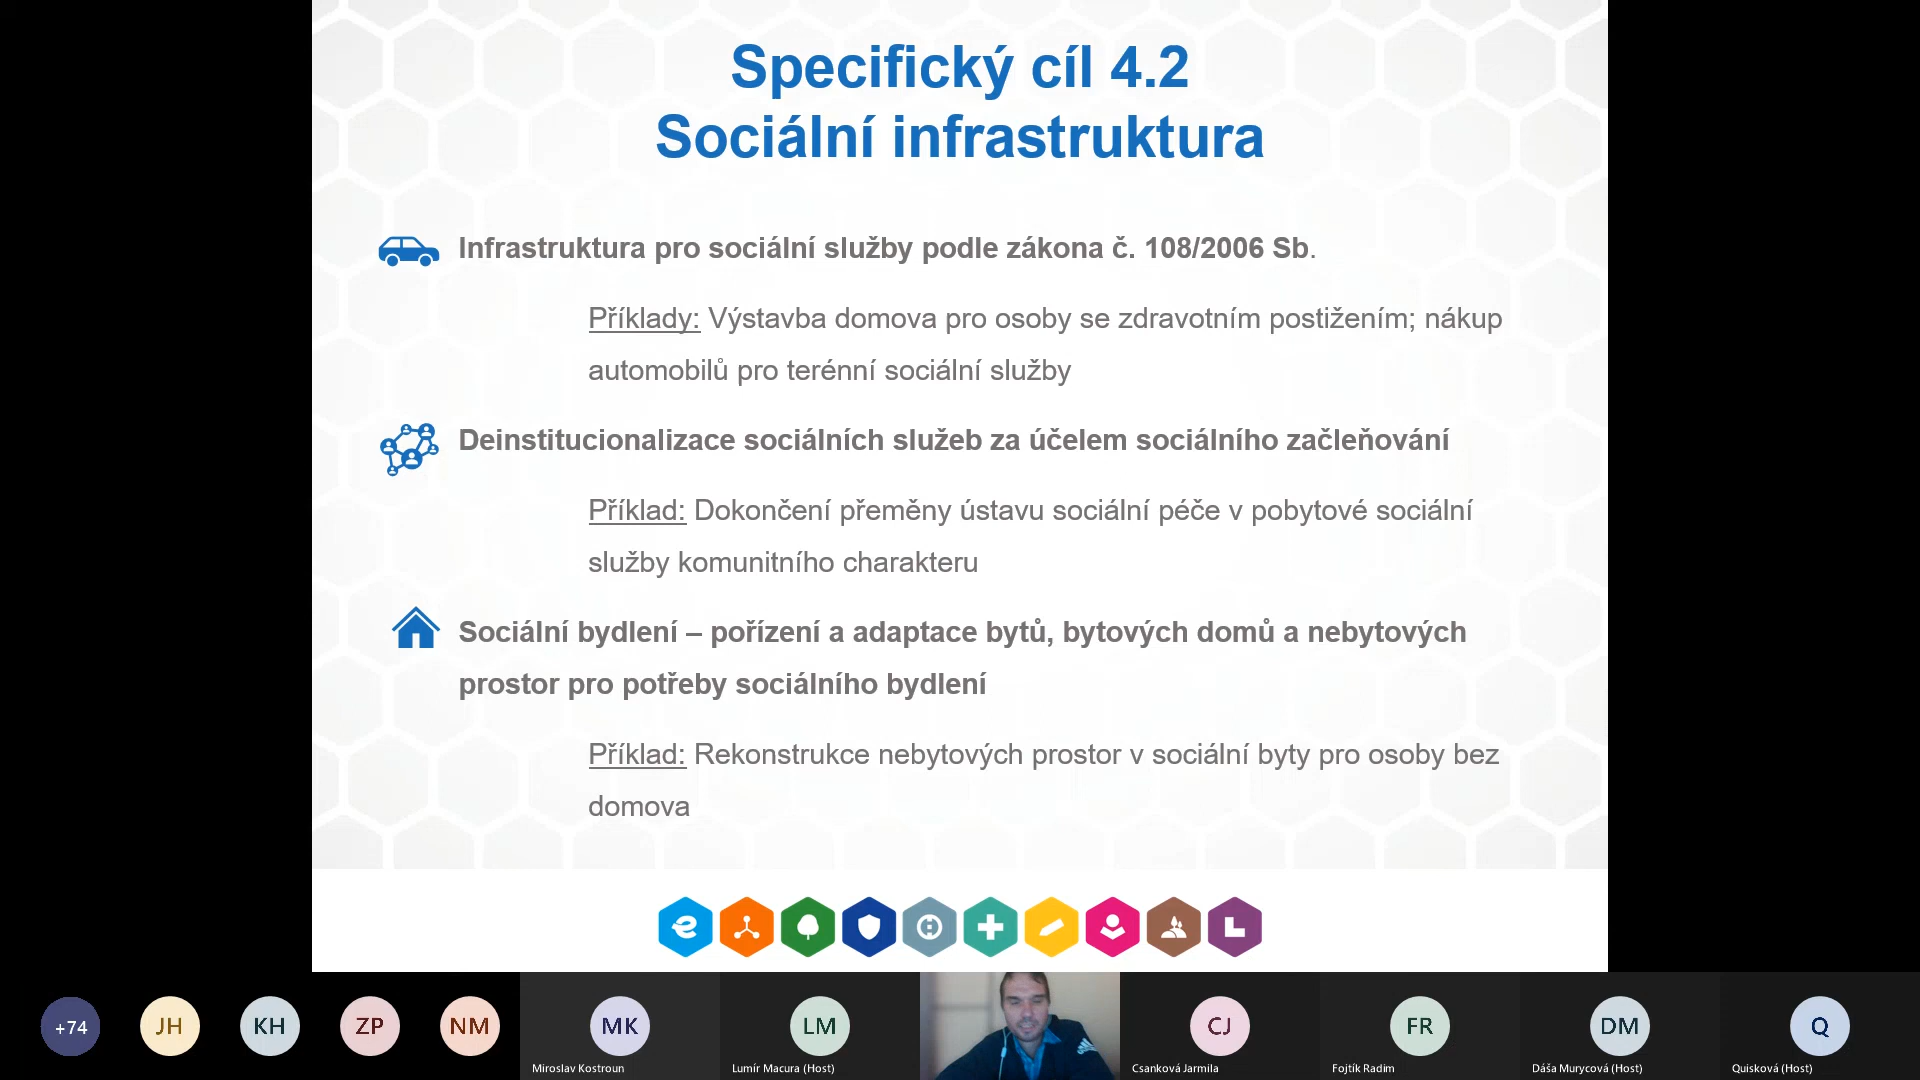 Specifický cíl 4.2
Sociální infrastruktura
Infrastruktura pro sociální služby podle zákona č. 108/2006 Sb.
Příklady: Výstavba domova pro osoby se zdravotním postižením; nákup
automobilů pro terénní sociální služby
Deinstitucionalizace sociálních služeb za účelem sociálního začleňování
Příklad: Dokončení přeměny ústavu sociální péče v pobytové sociální
služby komunitního charakteru
Sociální bydlení – pořízení a adaptace bytů, bytových domů a nebytových
prostor pro potřeby sociálního bydlení
Příklad: Rekonstrukce nebytových prostor v sociální byty pro osoby bez
domova
+74
JH
KH
ZP
NM
MK
LM
CJ
FR
DM
Q
Miroslav Kostroun
Lumír Macura (Host)
Csanková Jarmila
Fojtík Radim
Dáša Murycová (Host)
Quisková (Host)